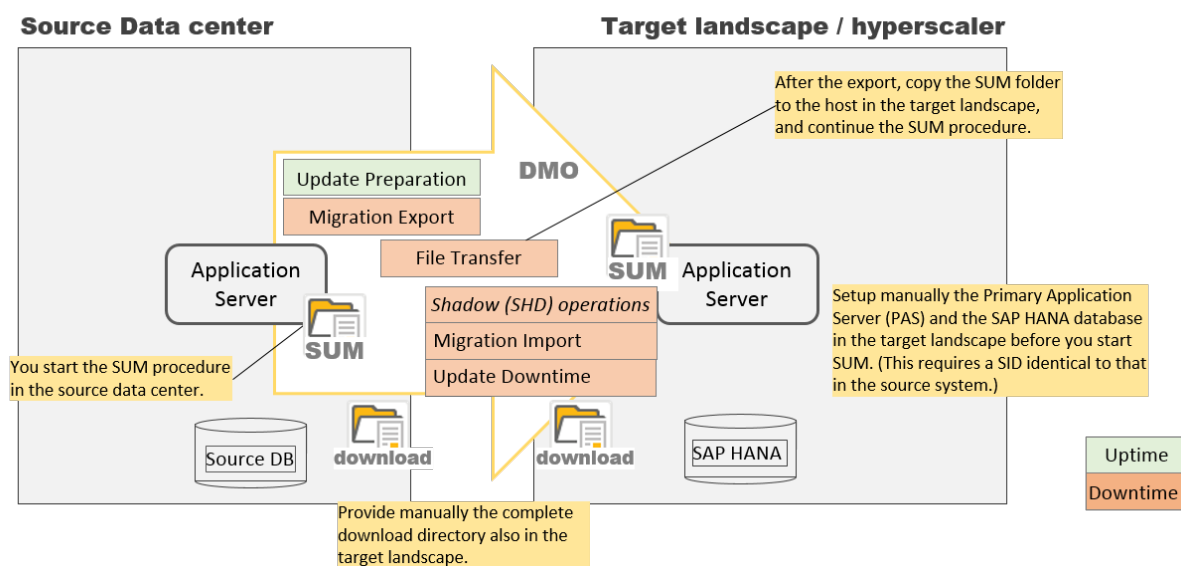 Source Data center
Target landscape / hyperscaler
After the export, copy the SUM folder
to the host in the target landscape,
and continue the SUM procedure.
DMO
Update Preparation
Migration Export
File Transfer
Application
Server
SUM
SUM
Application
Server
Shadow (SHD) operations
Migration Import
Update Downtime
Setup manually the Primary Application
Server (PAS) and the SAP HANA database
in the target landscape before you start
SUM. (This requires a SID identical to that
in the source system.)
You start the SUM procedure
in the source data center.
Source DB
download
download
SAP HANA
Uptime
Downtime
Provide manually the complete
download directory also in the
target landscape.